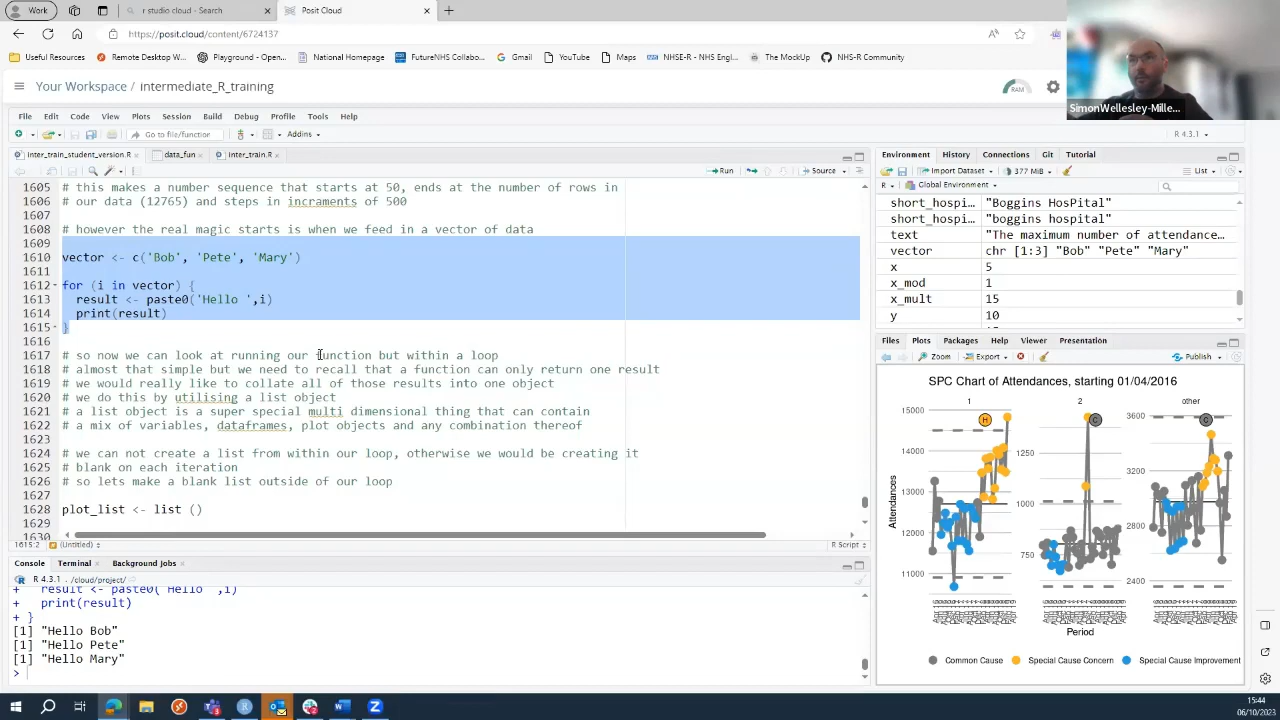 Work
r studio cloud - Search
Posit Cloud
https://posit.cloud/content/6724137
Useful Resources
Remote Desktop W...
Playground - Open...
National Homepage
FutureNHS Collabo...
Gmail
YouTube
Maps
NHSE-R - NHS Engl...
The MockUp
NHS-R Community
Your Workspace / intermediate_R_training
RAM
SimonWellesley-Mille...
File Edit Code View Plots Session Build Debug Profile Tools Help
Go to file/function
Addins
R 4.3.1
inter_train_student_version.R
data_fun
inter_train.R
Run
Source
1605 # this makes a number sequence that starts at 50, ends at the number of rows in
1606 # our data (12765) and steps in incraments of 500
1607
1608 # however the real magic starts is when we feed in a vector of data
1609
1610 vector <- c('Bob', 'Pete', 'Mary')
1611
1612 for (i in vector) {
1613 result <- paste0('Hello ',i)
1614 print(result)
1615 }
1616
1617 # so now we can look at running our function but within a loop
1618 # almost that simple but we need to recall that a function can only return one result
1619 # we would really like to collate all of those results into one object
1620 # we do this by utilising a list object
1621 # a list object is a super special multi dimensional thing that can contain
1622 # a mix of variables, dataframes, plot objects and any combination thereof
1623
1624 # we can not create a list from within our loop, otherwise we would be creating it
1625 # blank on each iteration
1626 # so lets make a blank list outside of our loop
1627
1628 plot_list <- list ()
1629
1630
1615:2
(Untitled)
R Script
Console Terminal Background Jobs
R 4.3.1 · /cloud/project/
+ result <- paste0('Hello ',i)
+ print(result)
+ }
[1] "Hello Bob"
[1] "Hello Pete"
[1] "Hello Mary"
>
Environment History Connections Git Tutorial
Import Dataset
377 MiB
List
R
Global Environment
short_hospi... "Boggins HosPital"
short_hospi... "boggins hospital"
text "The maximum number of attendance...
vector chr [1:3] "Bob" "Pete" "Mary"
x 5
x_mod 1
x_mult 15
y 10
Files Plots Packages Help Viewer Presentation
Zoom
Export
Publish
SPC Chart of Attendances, starting 01/04/2016
1
2
other
H
C
C
15000
14000
13000
12000
11000
1250
1000
750
3600
3200
2800
2400
Attendances
Period
Common Cause
Special Cause Concern
Special Cause Improvement
15:44
06/10/2023